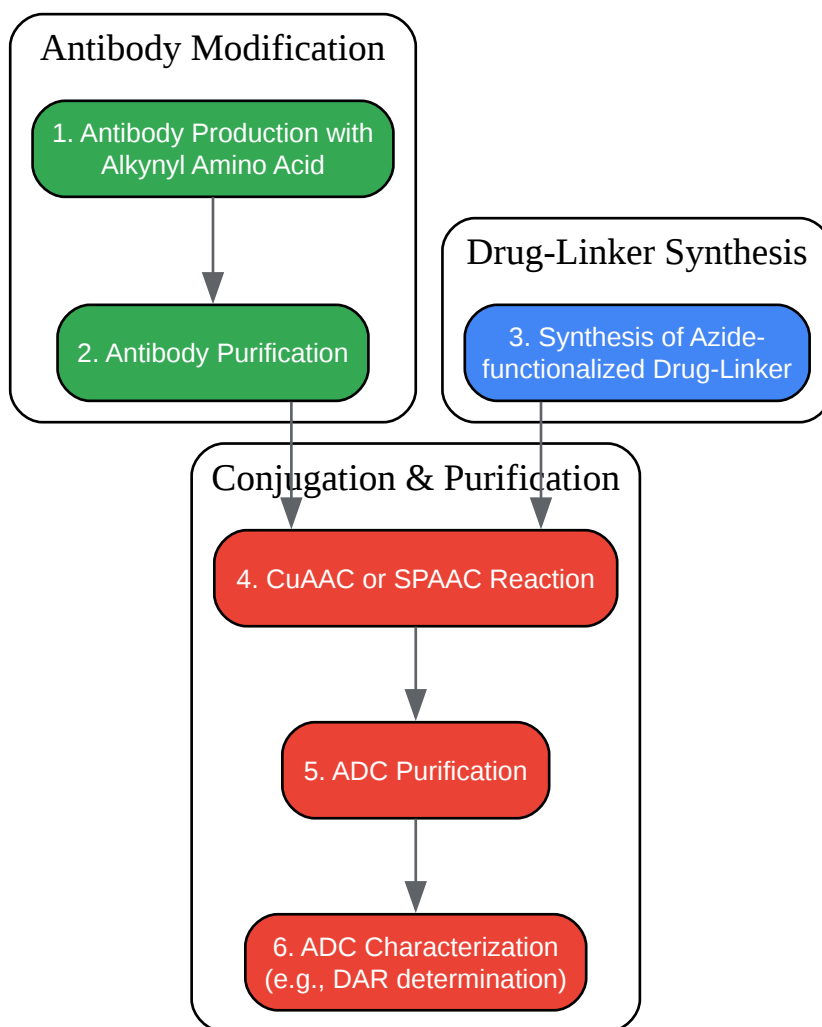 Antibody Modification
1. Antibody Production with
Alkynyl Amino Acid
2. Antibody Purification
Drug-Linker Synthesis
3. Synthesis of Azide-
functionalized Drug-Linker
Conjugation & Purification
4. CuAAC or SPAAC Reaction
5. ADC Purification
6. ADC Characterization
(e.g., DAR determination)